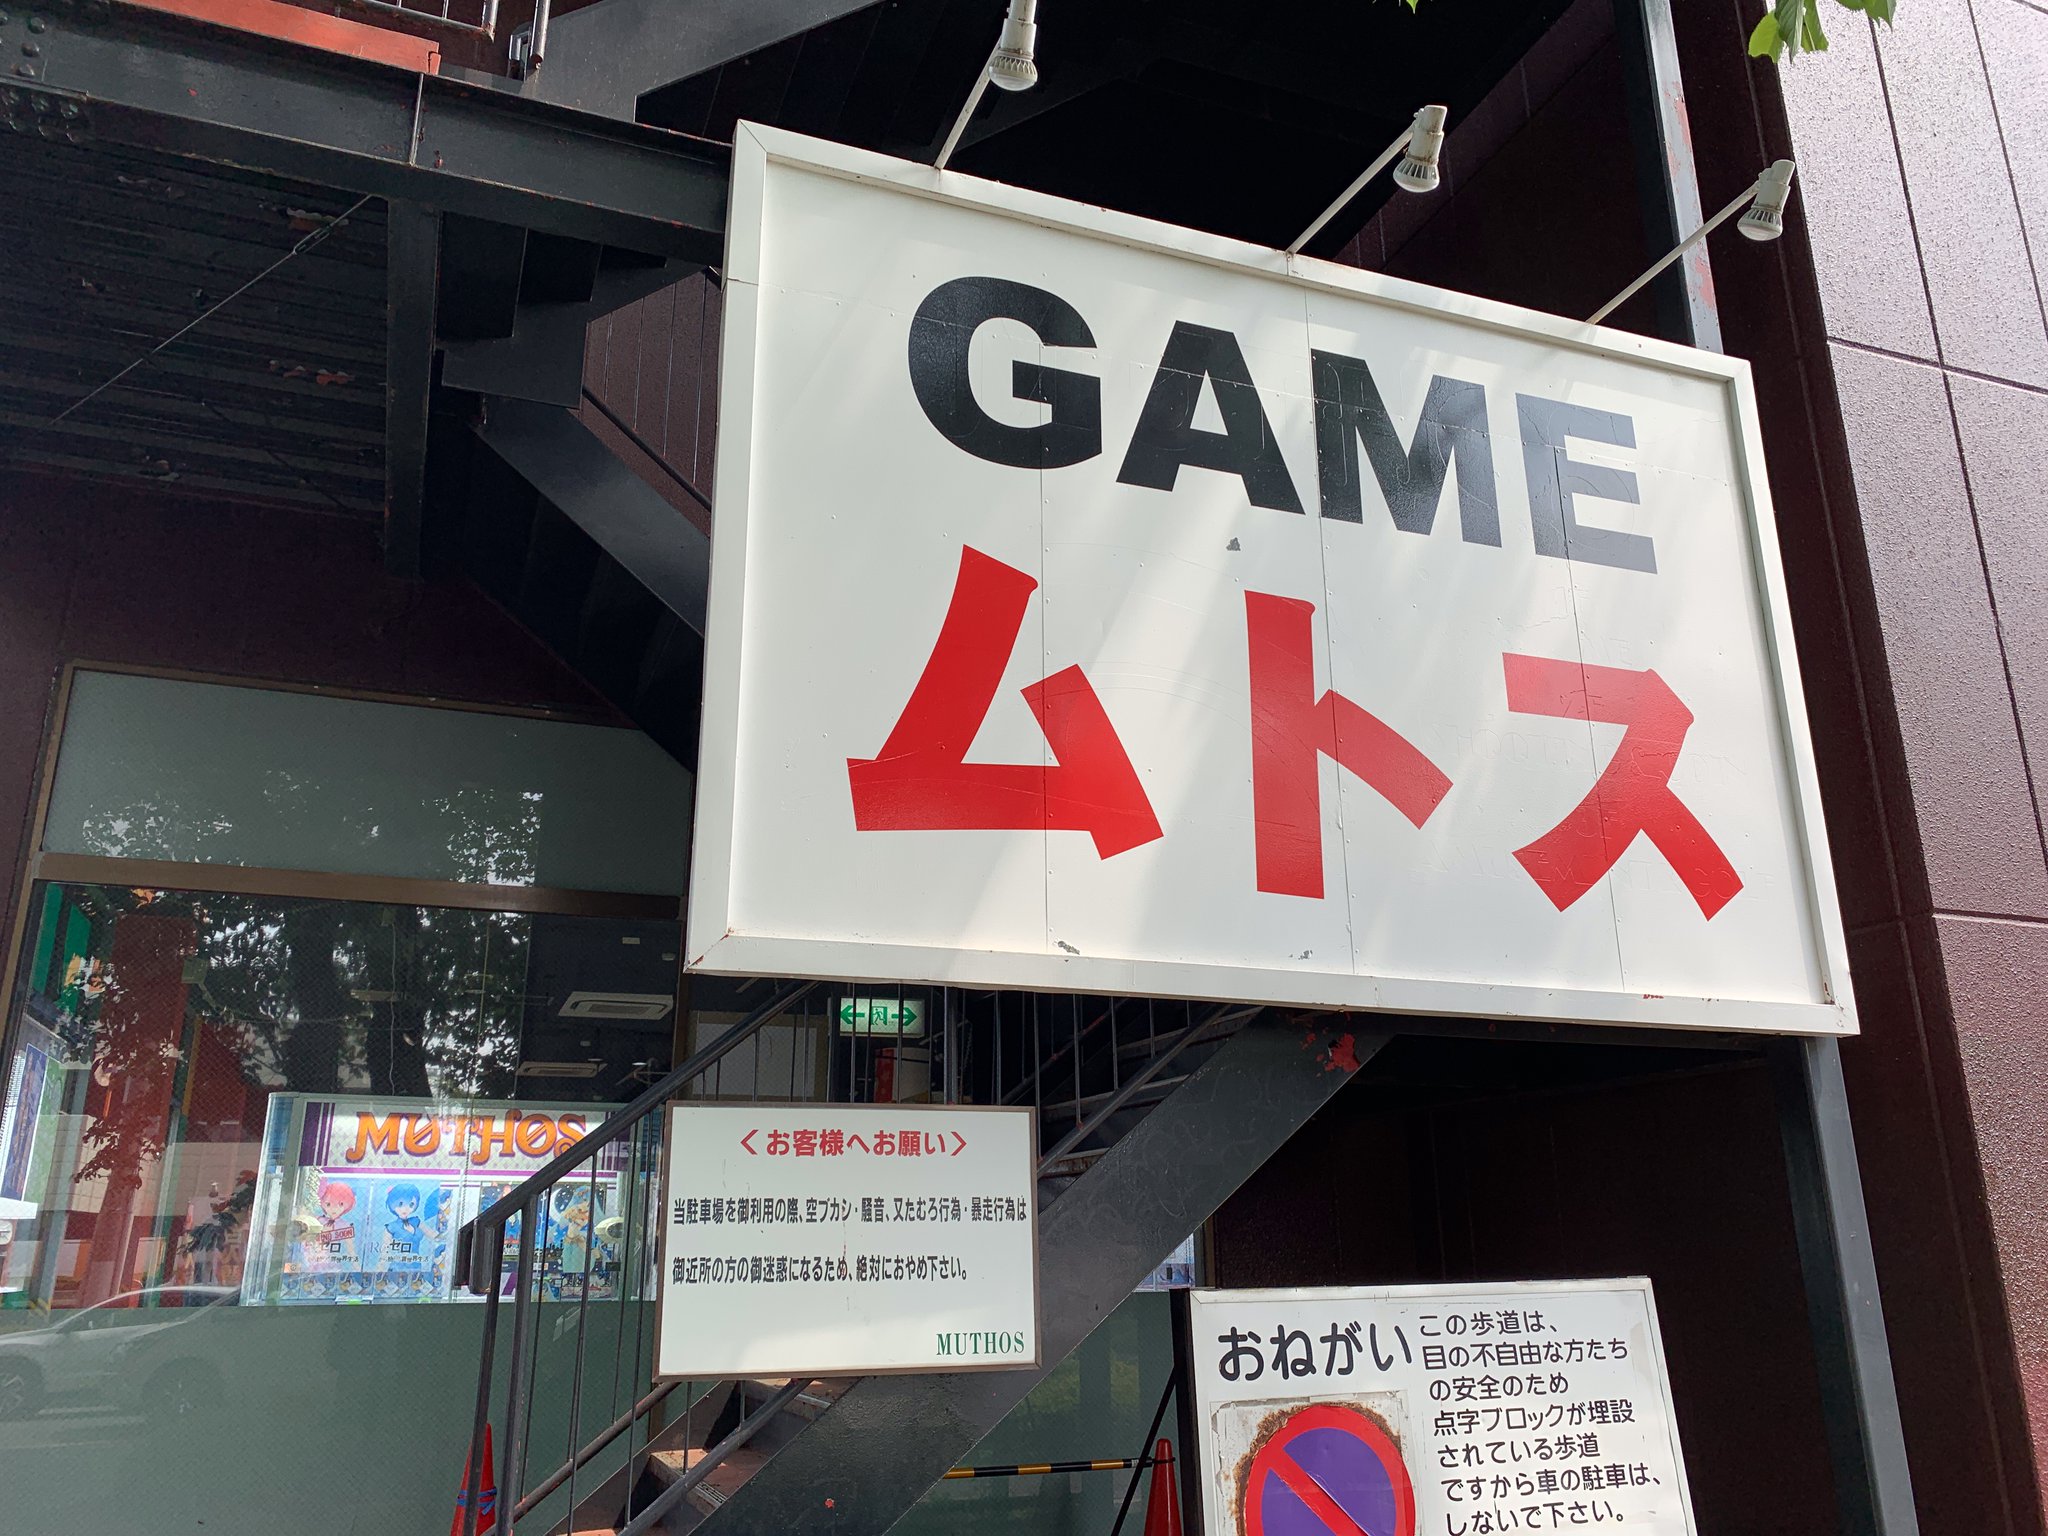 GAME
ムトス
MUTHOS
〈お客様へお願い〉
当駐車場を御利用の際、空ブカシ・騒音、又たむろ行為・暴走行為は
御近所の方の御迷惑になるため、絶対におやめ下さい。
MUTHOS
おねがい
この歩道は、
目の不自由な方たち
の安全のため
点字ブロックが埋設
されている歩道
ですから車の駐車は、
しないで下さい。